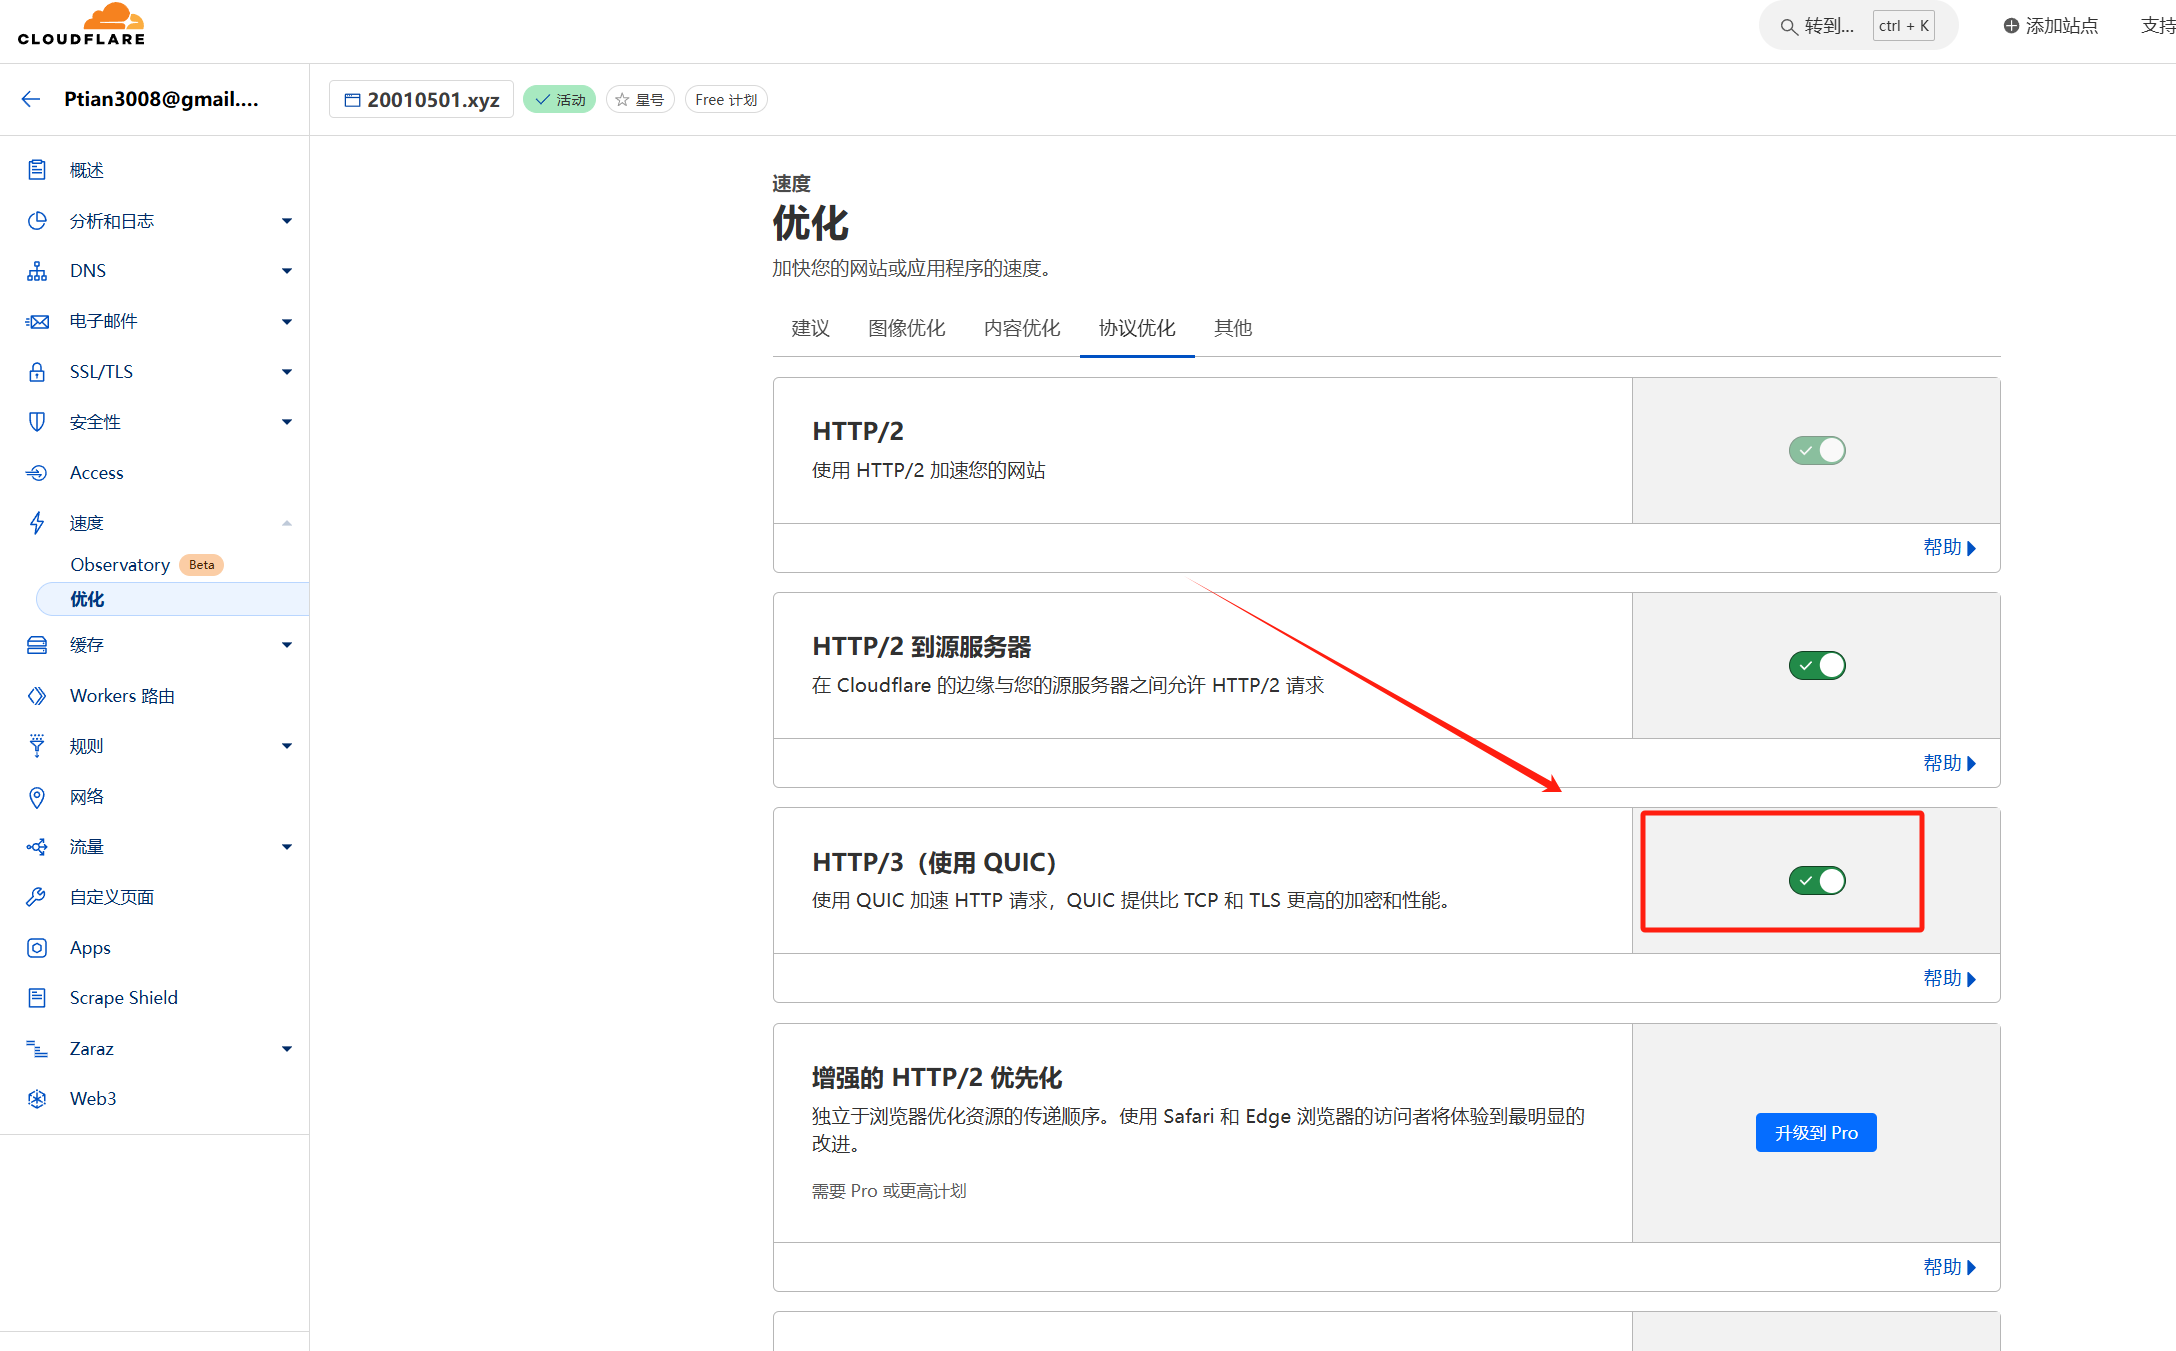 CLOUDFLARE
转到...
ctrl + K
添加站点
支持
Ptian3008@gmail....
20010501.xyz
活动
星号
Free 计划
概述
分析和日志
DNS
电子邮件
SSL/TLS
安全性
Access
速度
Observatory
Beta
优化
缓存
Workers 路由
规则
网络
流量
自定义页面
Apps
Scrape Shield
Zaraz
Web3
速度
优化
加快您的网站或应用程序的速度。
建议
图像优化
内容优化
协议优化
其他
HTTP/2
使用 HTTP/2 加速您的网站
帮助
HTTP/2 到源服务器
在 Cloudflare 的边缘与您的源服务器之间允许 HTTP/2 请求
帮助
HTTP/3（使用 QUIC）
使用 QUIC 加速 HTTP 请求，QUIC 提供比 TCP 和 TLS 更高的加密和性能。
帮助
增强的 HTTP/2 优先化
独立于浏览器优化资源的传递顺序。使用 Safari 和 Edge 浏览器的访问者将体验到最明显的
改进。
需要 Pro 或更高计划
升级到 Pro
帮助